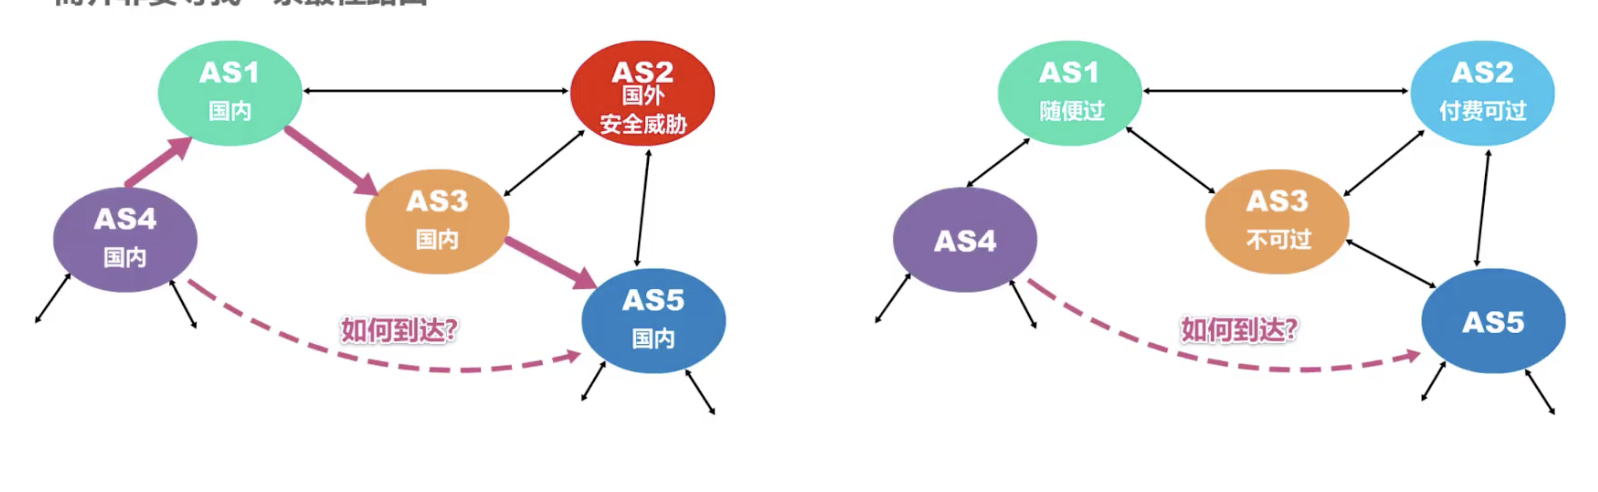 AS1
国内
AS2
国外
安全威胁
AS3
国内
AS4
国内
AS5
国内
如何到达?
AS1
随便过
AS2
付费可过
AS3
不可过
AS4
AS5
如何到达?